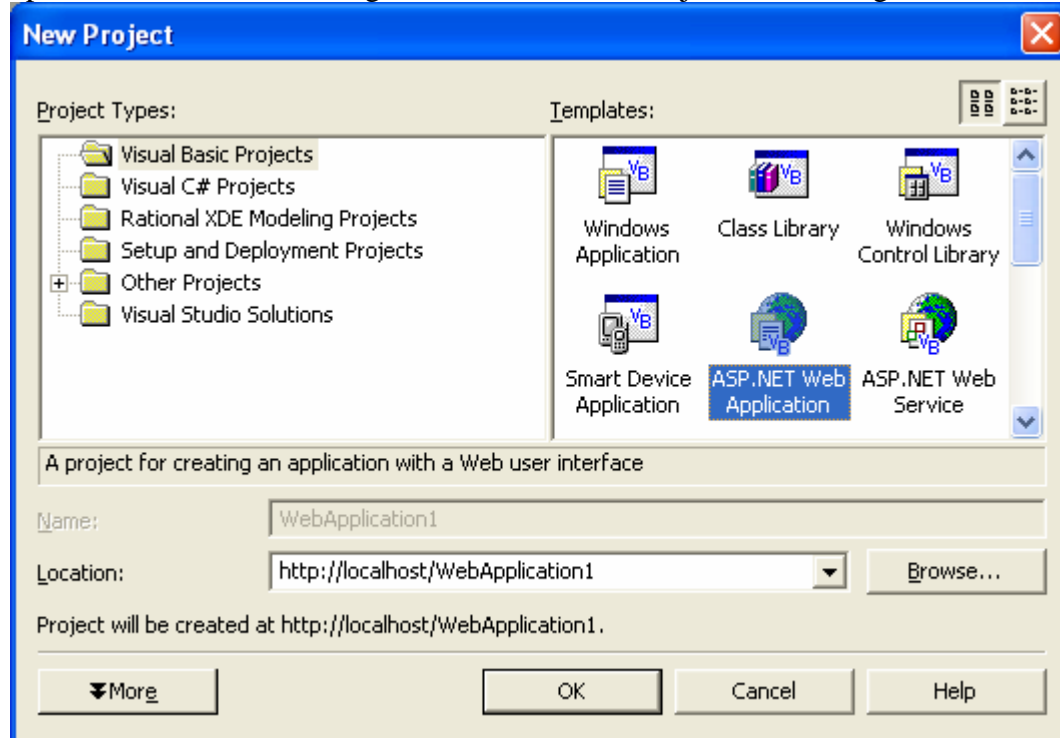 New Project
Project Types:
Templates:
Visual Basic Projects
Visual C# Projects
Rational XDE Modeling Projects
Setup and Deployment Projects
Other Projects
Visual Studio Solutions
Windows
Application
Class Library
Windows
Control Library
Smart Device
Application
ASP.NET Web
Application
ASP.NET Web
Service
A project for creating an application with a Web user interface
Name:
WebApplication1
Location:
http://localhost/WebApplication1
Browse...
Project will be created at http://localhost/WebApplication1.
More
OK
Cancel
Help